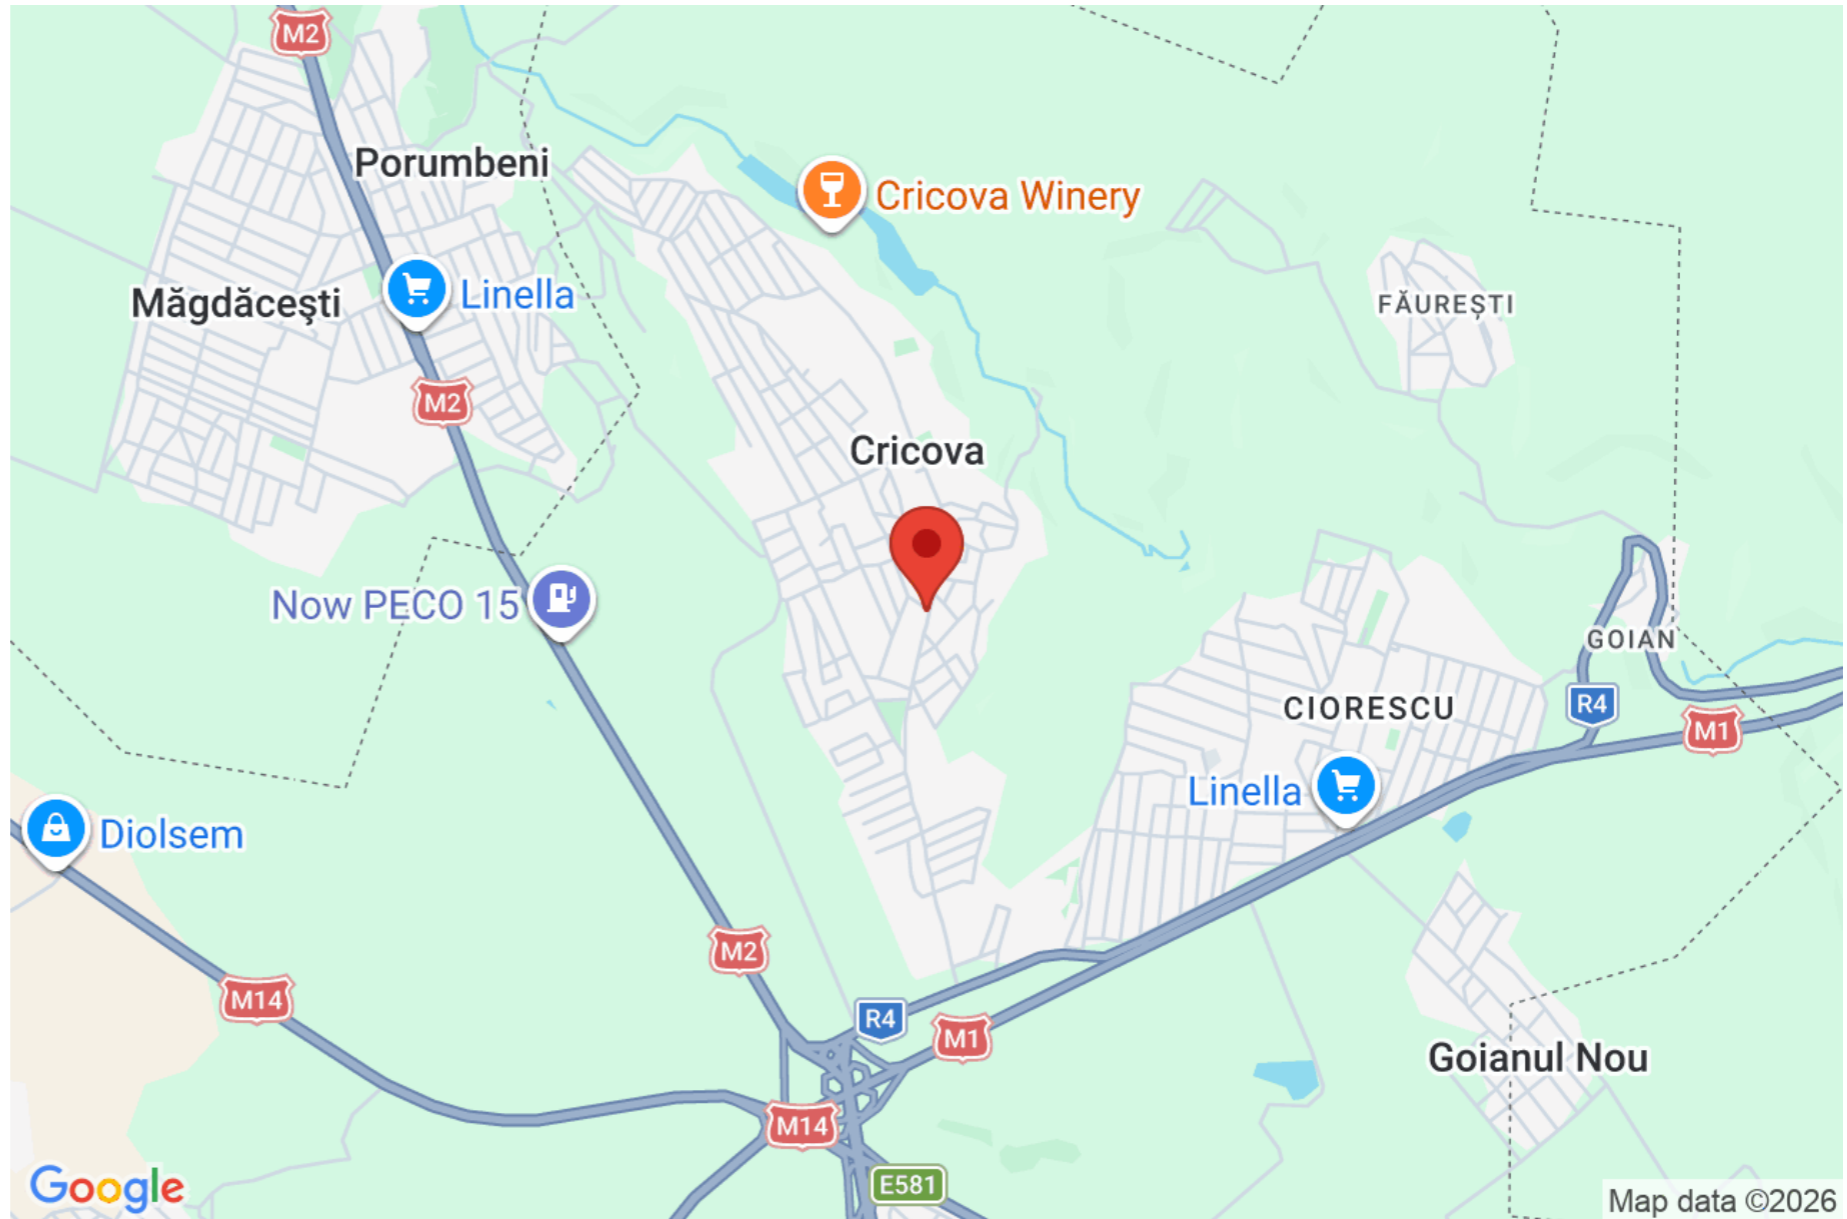 M2
Porumbeni
Cricova Winery
Măgdăceşti
Linella
FĂUREȘTI
M2
Cricova
Now PECO 15
GOIAN
CIORESCU
R4
M1
Linella
Diolsem
M2
M14
R4
M1
Goianul Nou
M14
E581
Google
Map data ©2026